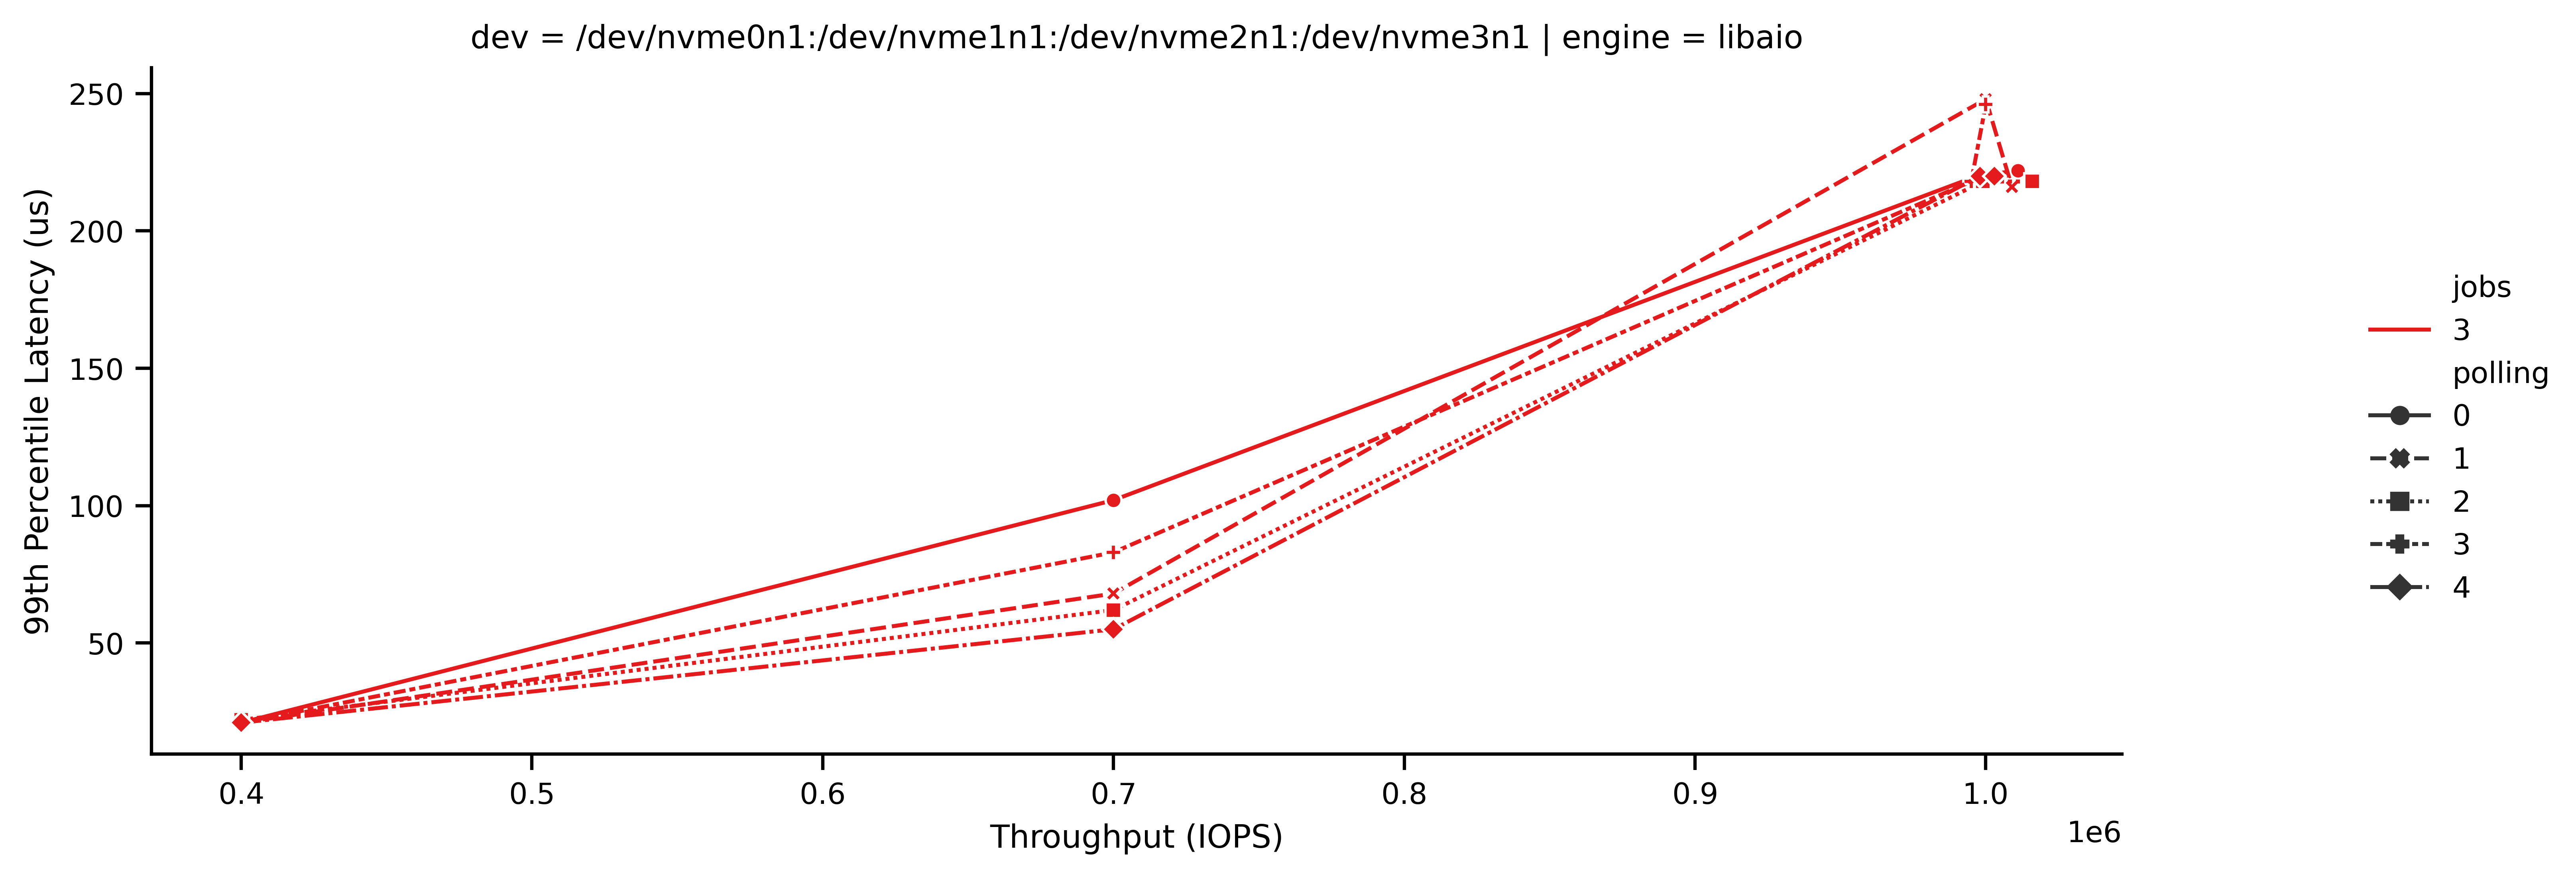 dev = /dev/nvme0n1:/dev/nvme1n1:/dev/nvme2n1:/dev/nvme3n1 | engine = libaio
99th Percentile Latency (us)
250
200
150
100
50
0.4 0.5 0.6 0.7 0.8 0.9 1.0
1e6
Throughput (IOPS)
jobs
3
polling
0
1
2
3
4